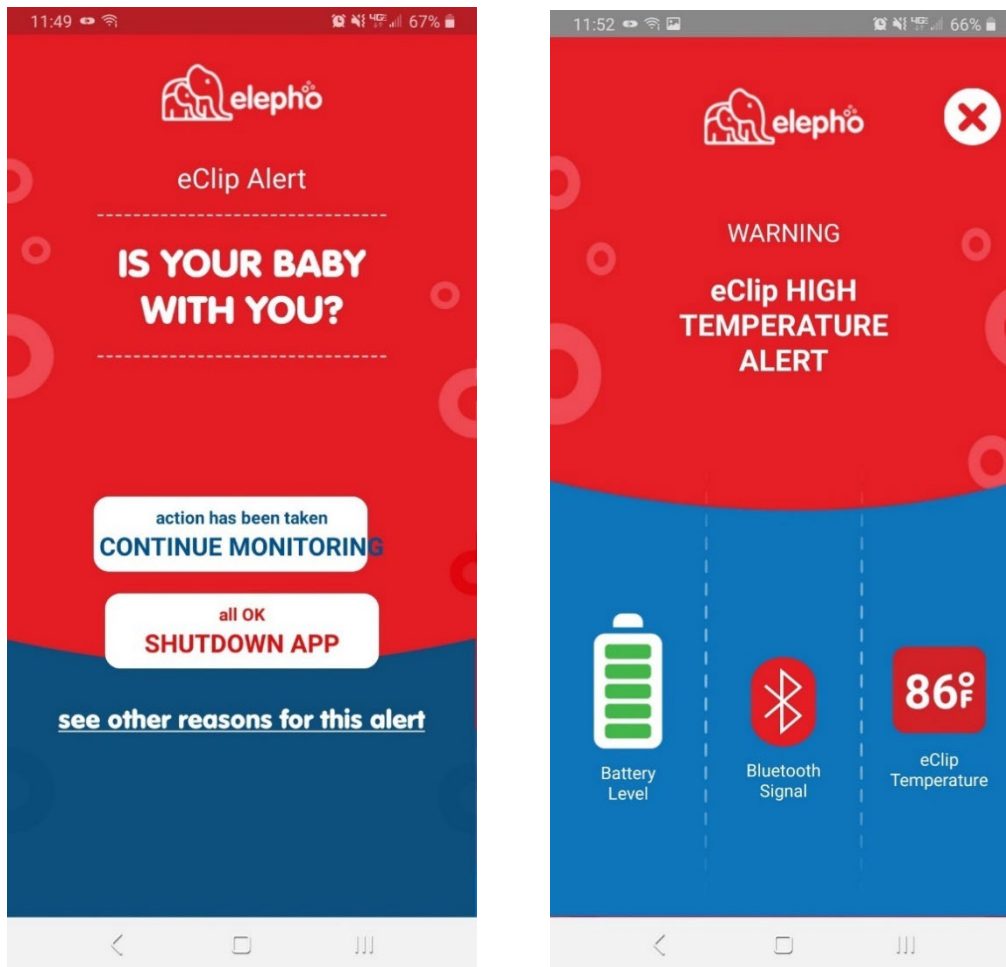 11:49
67%
elepho
eClip Alert
IS YOUR BABY
WITH YOU?
action has been taken
CONTINUE MONITORING
all OK
SHUTDOWN APP
see other reasons for this alert
11:52
66%
elepho
WARNING
eClip HIGH
TEMPERATURE
ALERT
86°F
Battery
Level
Bluetooth
Signal
eClip
Temperature